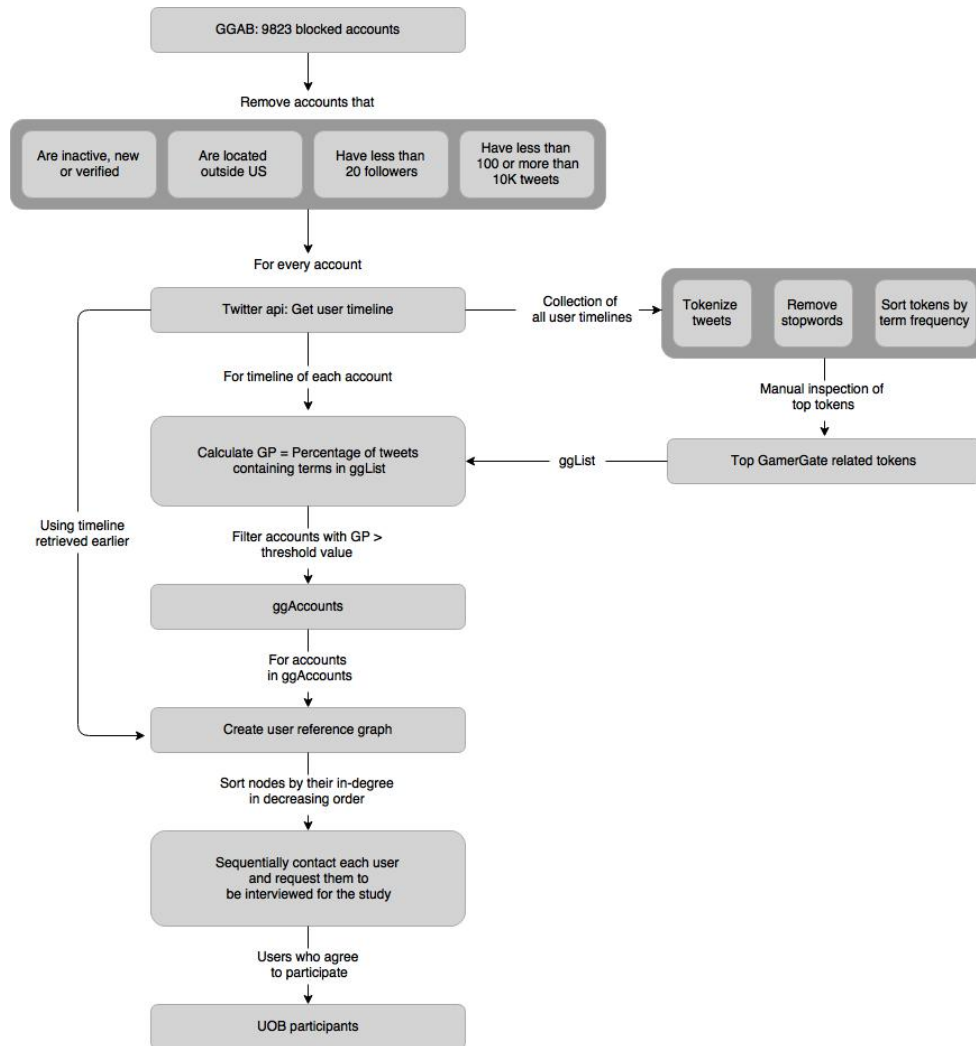 GGAB: 9823 blocked accounts
Remove accounts that
Are inactive, new
or verified
Are located
outside US
Have less than
20 followers
Have less than
100 or more than
10K tweets
For every account
Twitter api: Get user timeline
Collection of
all user timelines
Tokenize
tweets
Remove
stopwords
Sort tokens by
term frequency
For timeline of each account
Manual inspection of
top tokens
Calculate GP = Percentage of tweets
containing terms in ggList
ggList
Top GamerGate related tokens
Using timeline
retrieved earlier
Filter accounts with GP >
threshold value
ggAccounts
For accounts
in ggAccounts
Create user reference graph
Sort nodes by their in-degree
in decreasing order
Sequentially contact each user
and request them to
be interviewed for the study
Users who agree
to participate
UOB participants